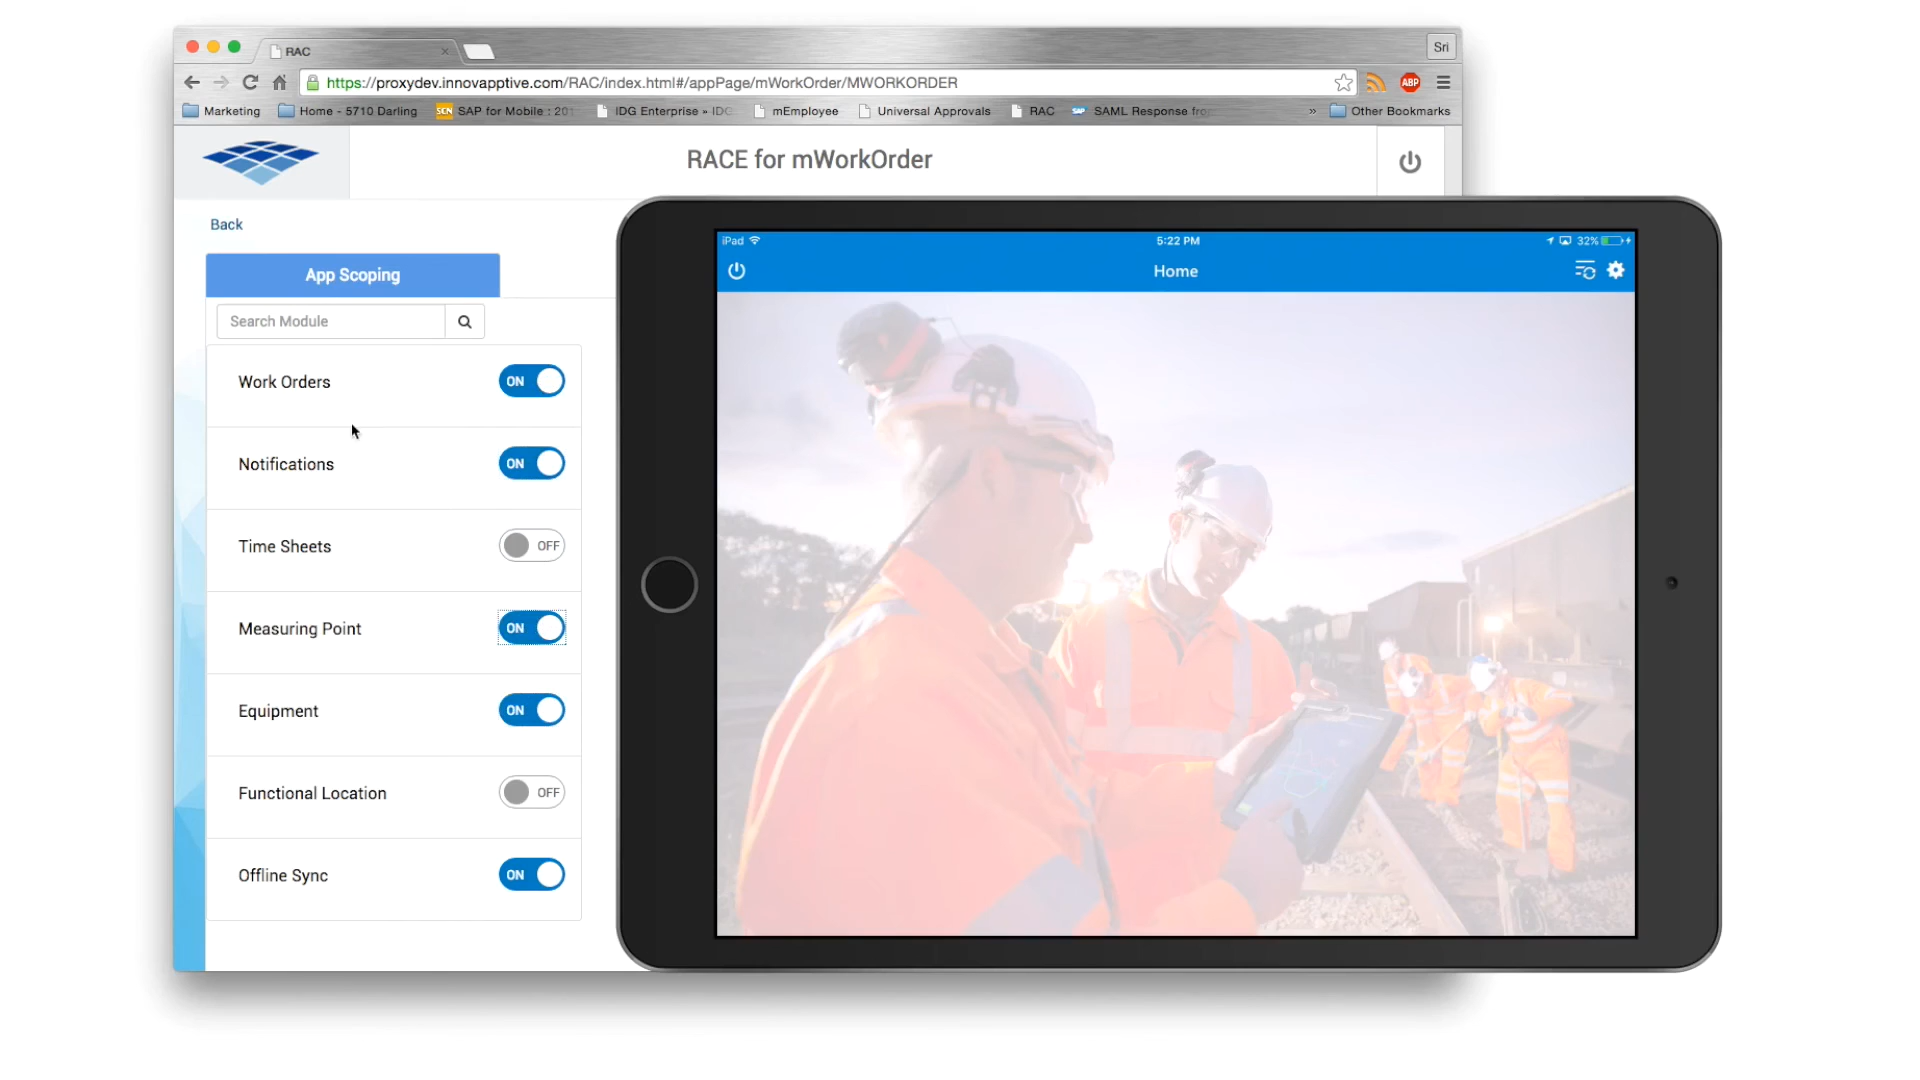 RAC
Sri
https://proxydev.innovapptive.com/RAC/index.html#/appPage/mWorkOrder/MWORKORDER
ABP
Marketing
Home - 5710 Darling
SCN
SAP for Mobile : 201
IDG Enterprise » IDG
mEmployee
Universal Approvals
RAC
SAML Response fro
»
Other Bookmarks
RACE for mWorkOrder
Back
App Scoping
Search Module
Work Orders
ON
Notifications
ON
Time Sheets
OFF
Measuring Point
ON
Equipment
ON
Functional Location
OFF
Offline Sync
ON
iPad
5:22 PM
32%
Home